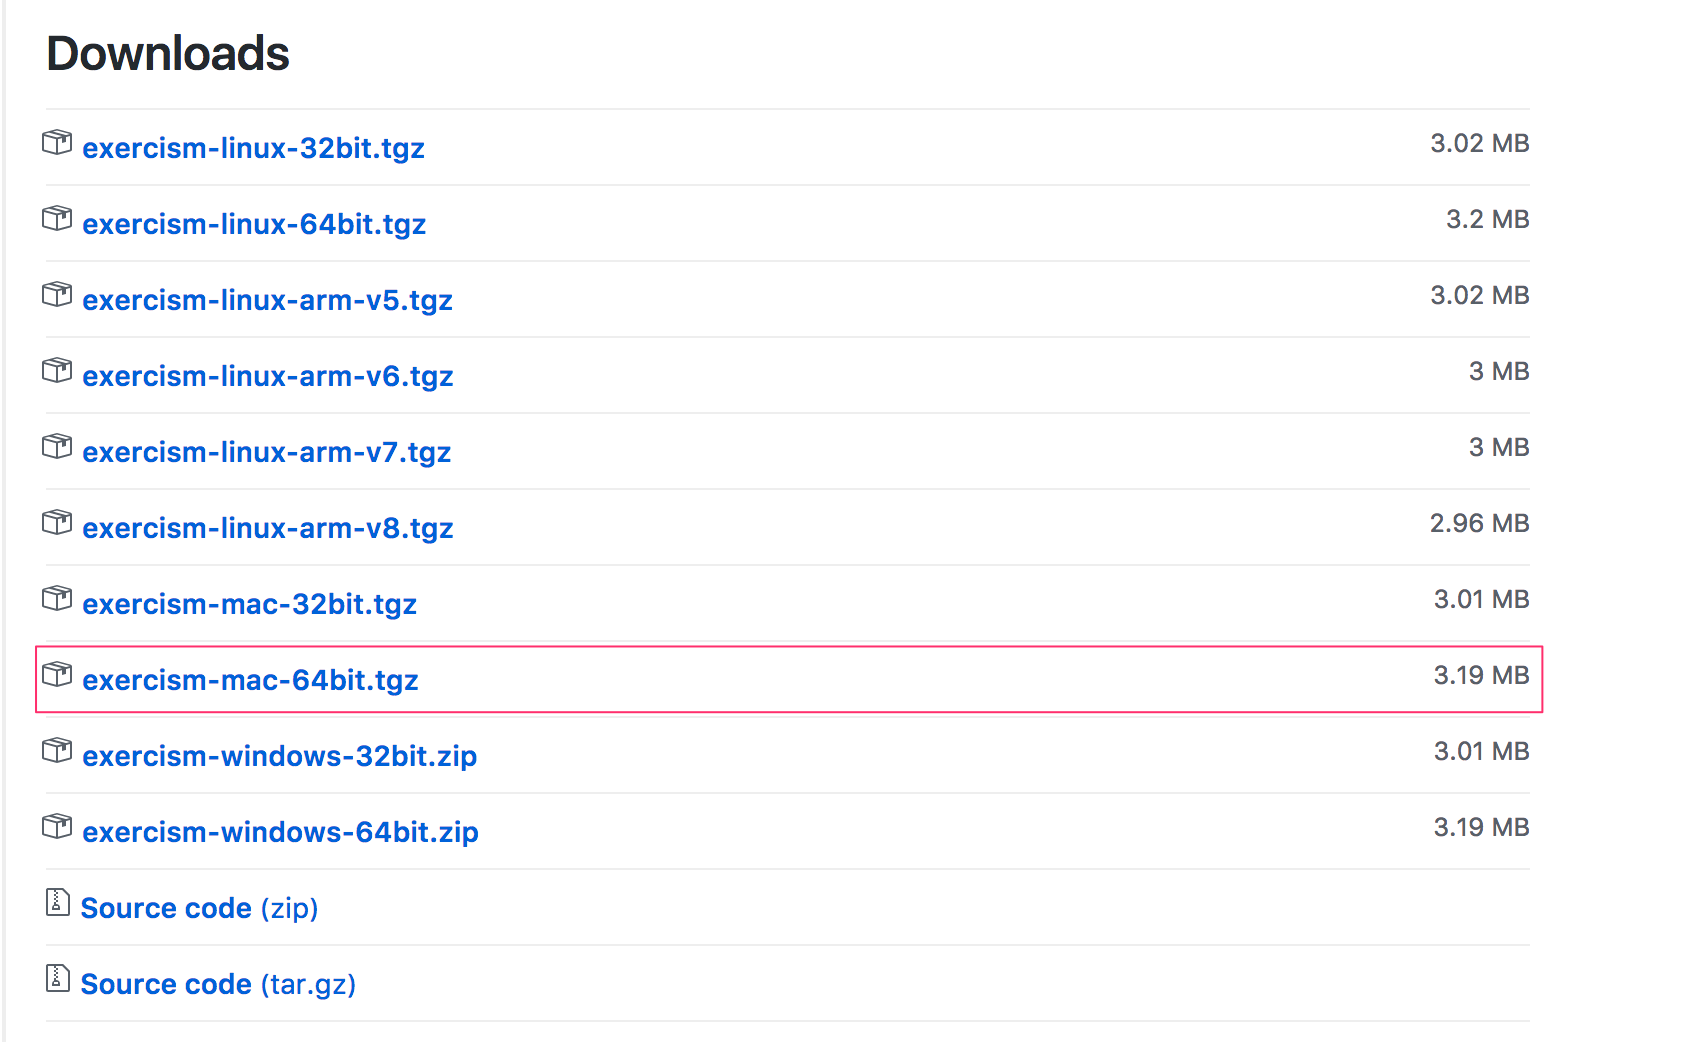 Downloads
exercism-linux-32bit.tgz 3.02 MB
exercism-linux-64bit.tgz 3.2 MB
exercism-linux-arm-v5.tgz 3.02 MB
exercism-linux-arm-v6.tgz 3 MB
exercism-linux-arm-v7.tgz 3 MB
exercism-linux-arm-v8.tgz 2.96 MB
exercism-mac-32bit.tgz 3.01 MB
exercism-mac-64bit.tgz 3.19 MB
exercism-windows-32bit.zip 3.01 MB
exercism-windows-64bit.zip 3.19 MB
Source code (zip)
Source code (tar.gz)